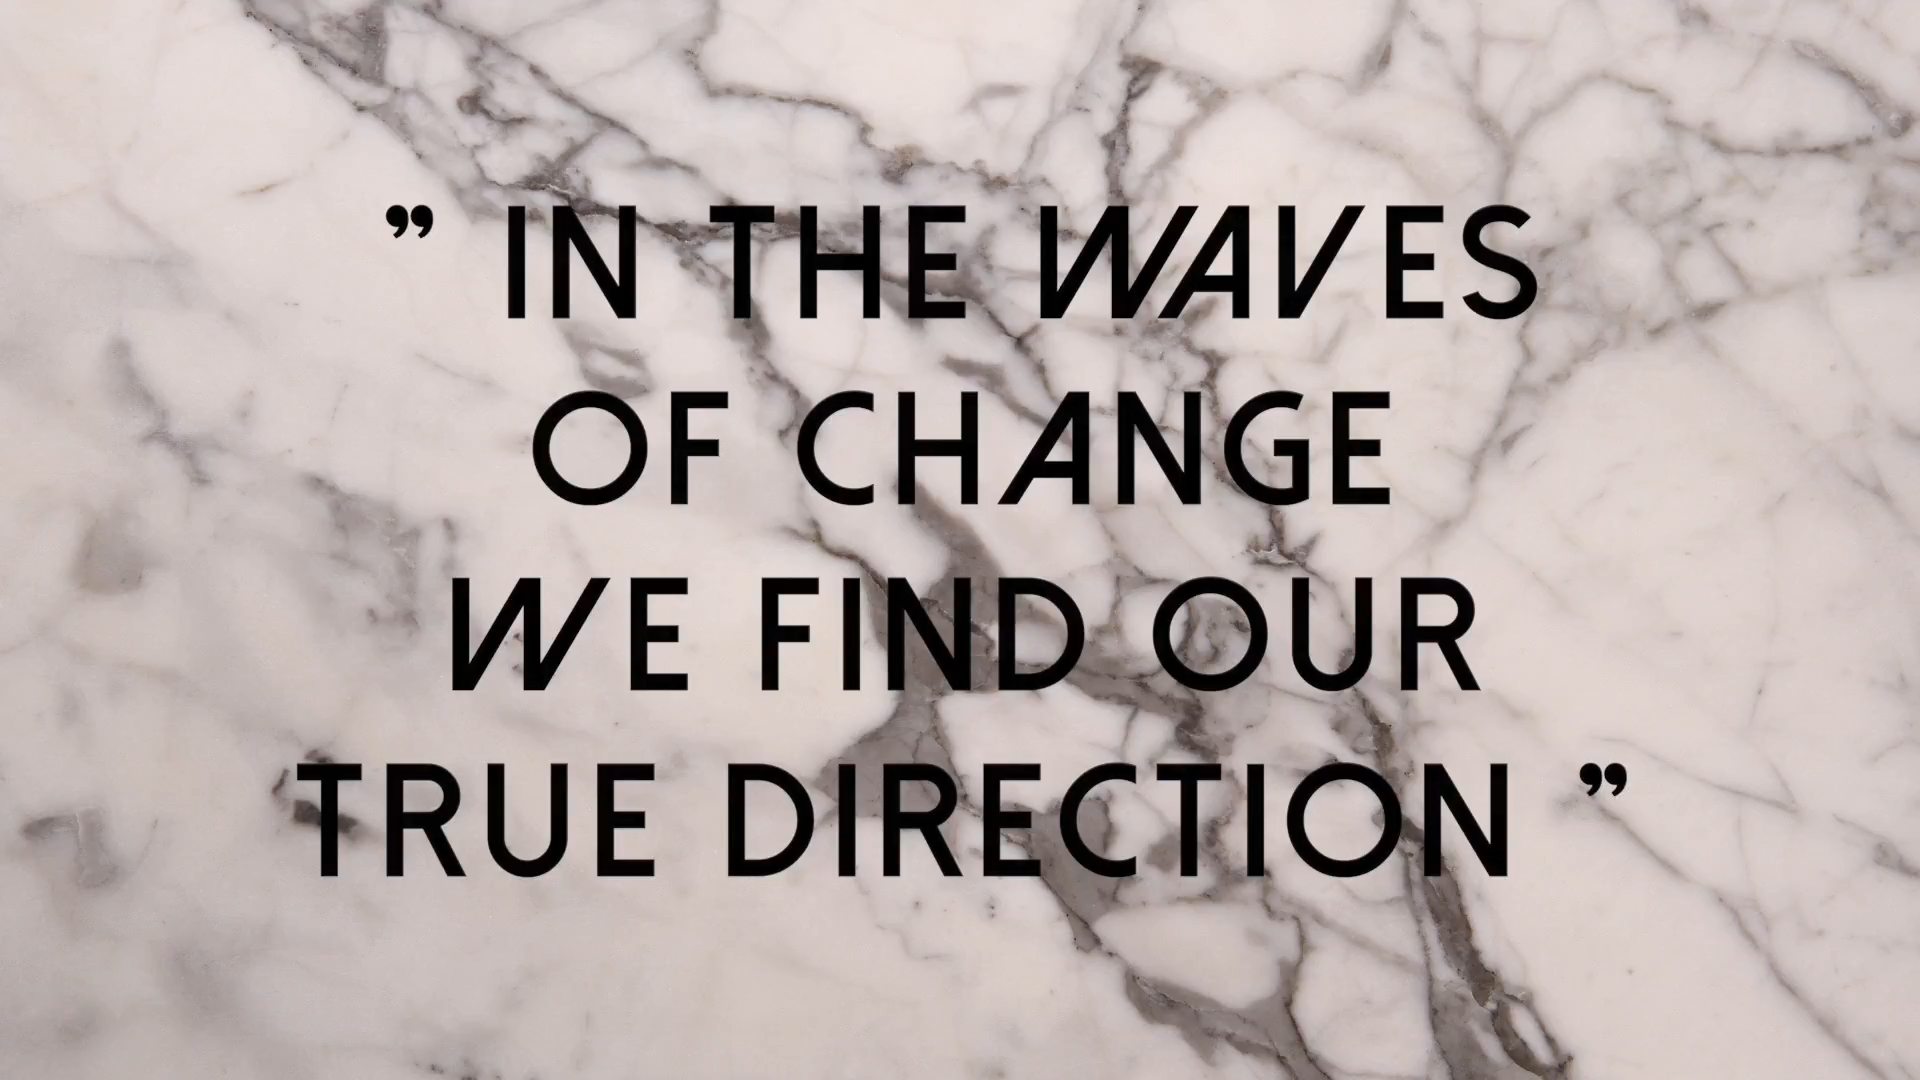 ” IN THE WAVES
OF CHANGE
WE FIND OUR
TRUE DIRECTION ”